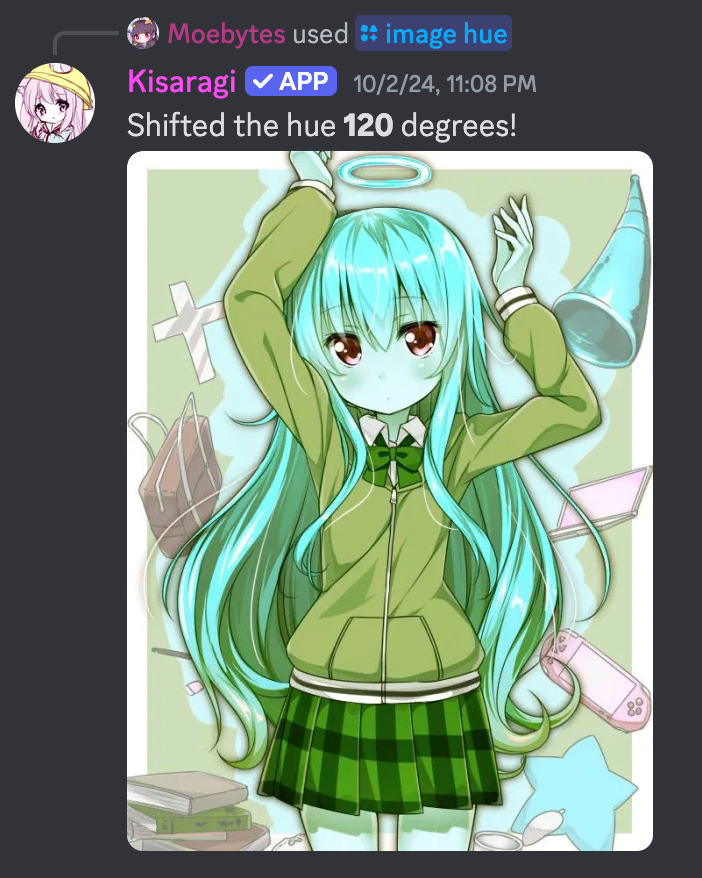 Moebytes used image hue
Kisaragi APP 10/2/24, 11:08 PM
Shifted the hue 120 degrees!